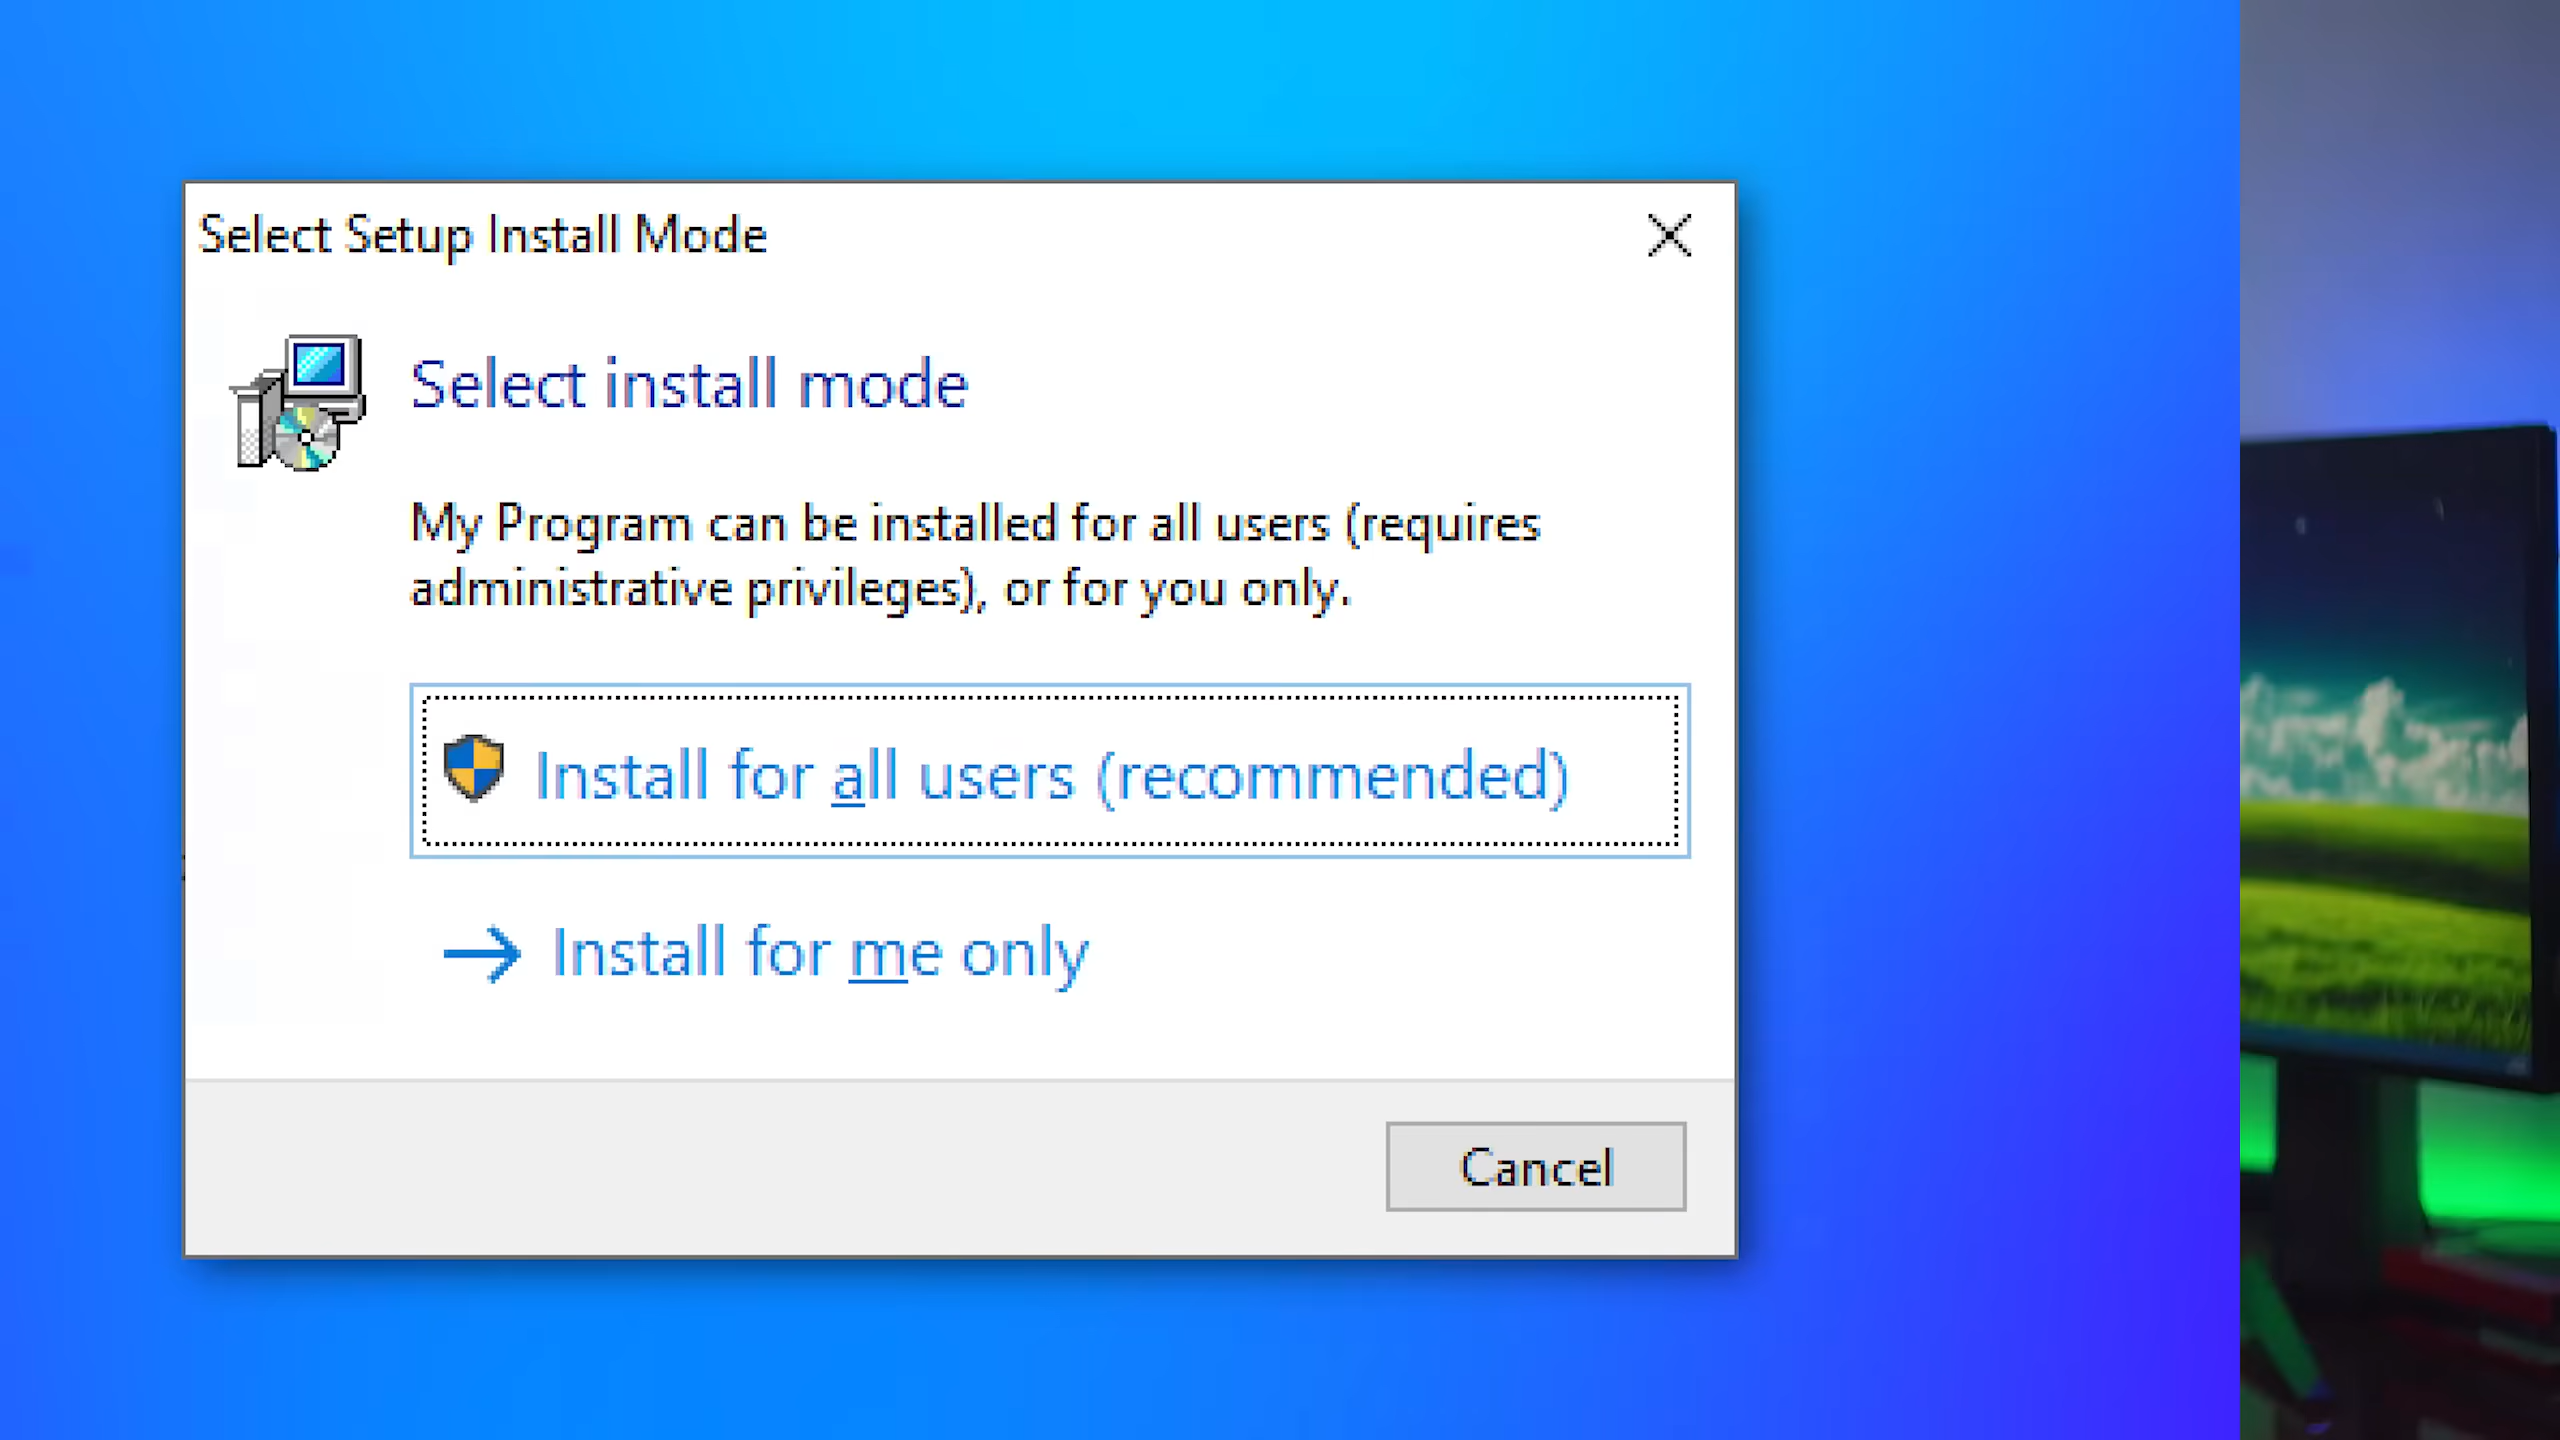 Select Setup Install Mode
Select install mode
My Program can be installed for all users (requires
administrative privileges), or for you only.
Install for all users (recommended)
Install for me only
Cancel